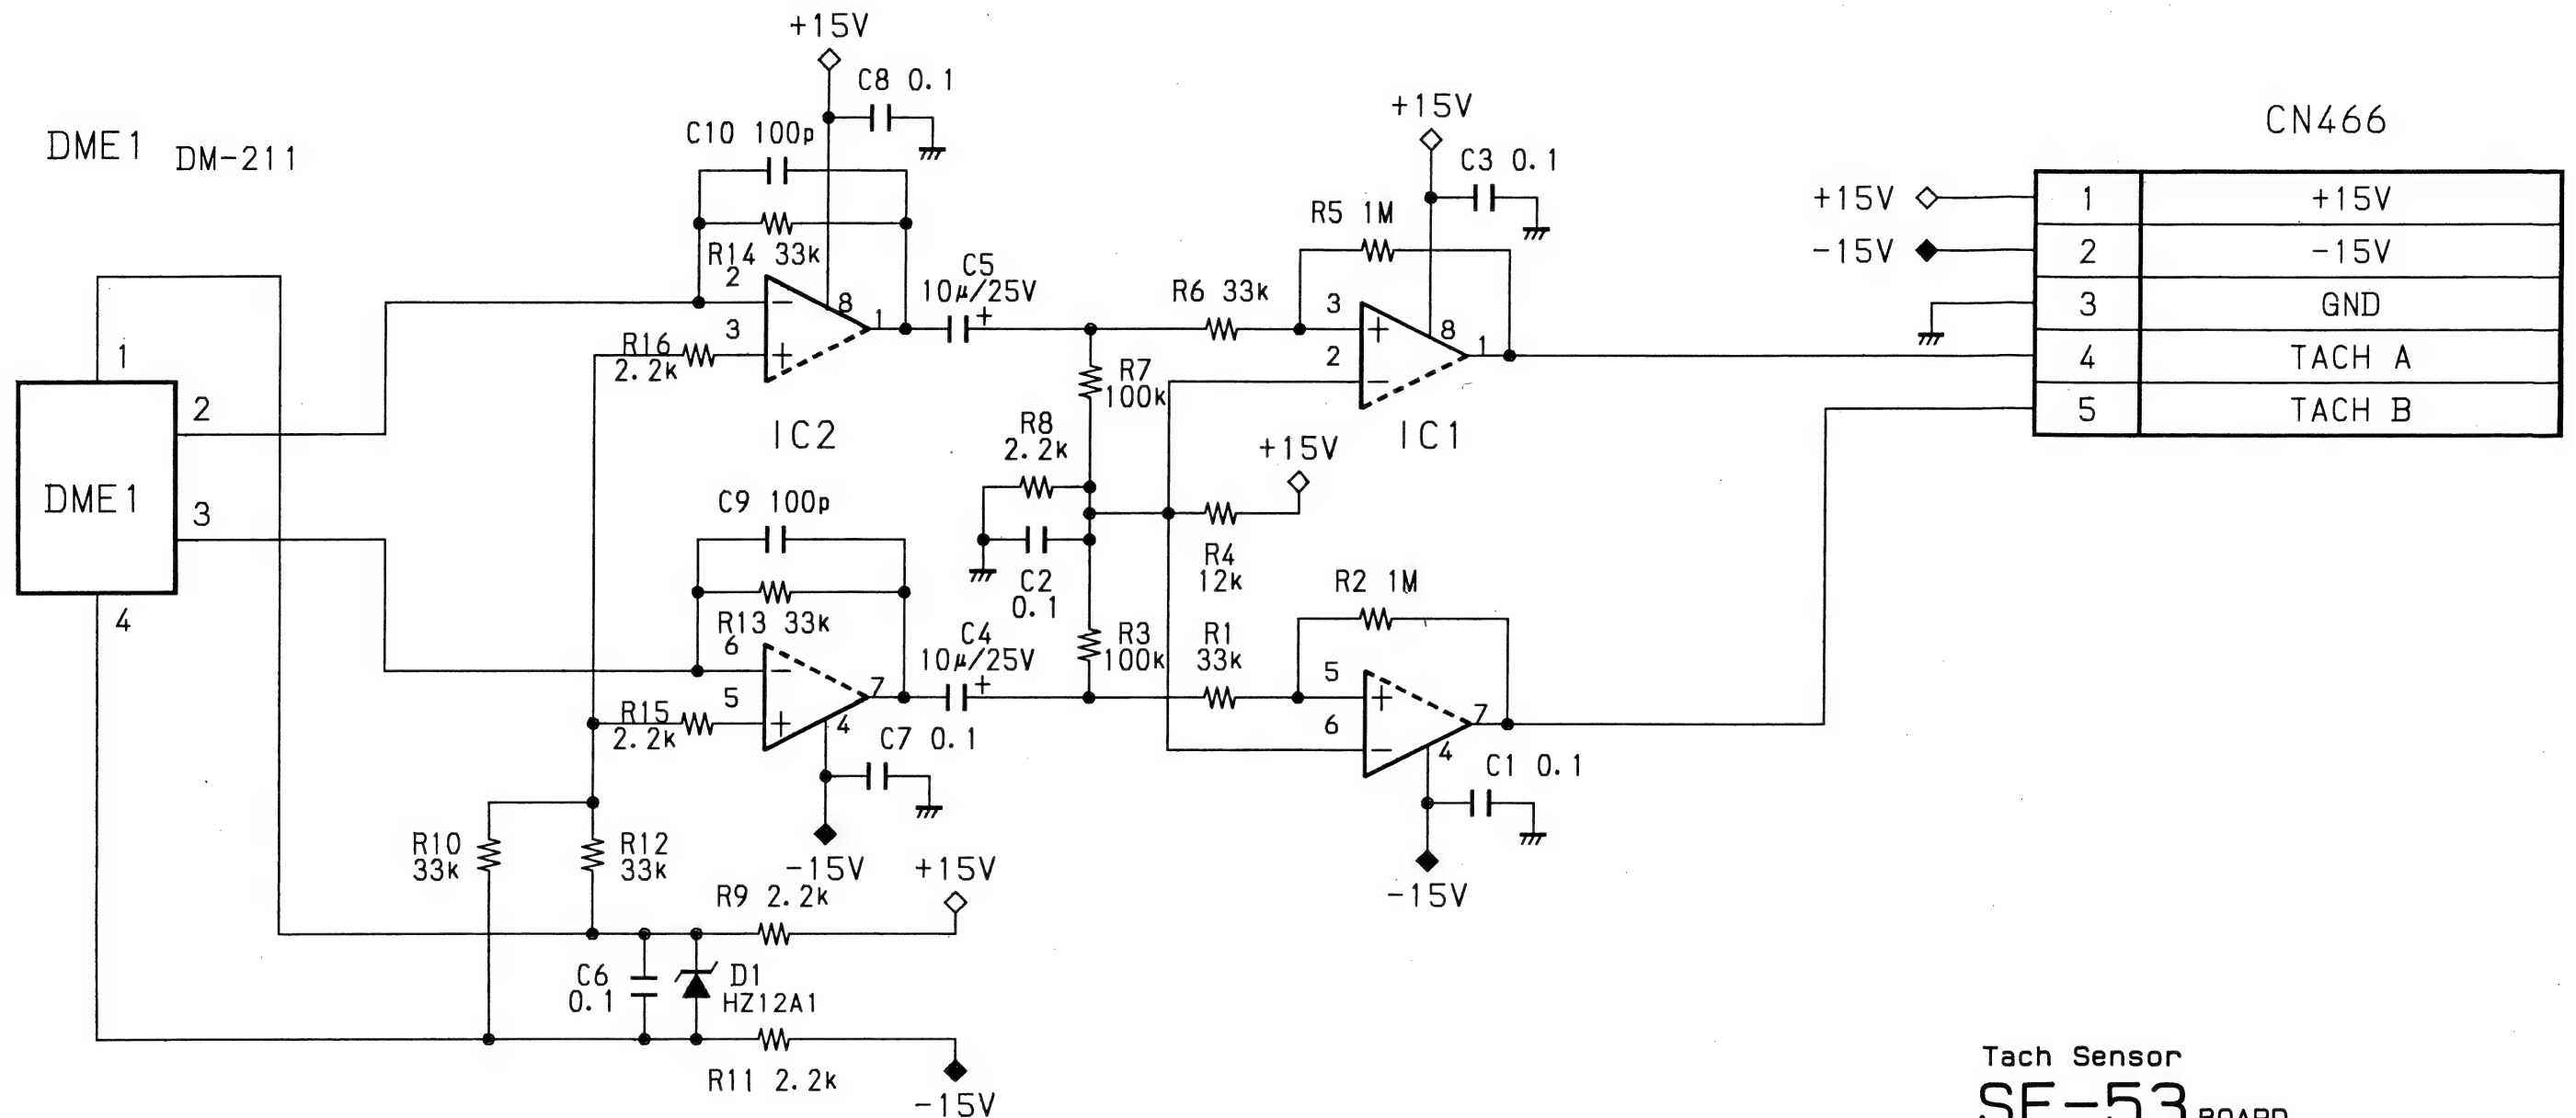 +15V
C8 0.1
DME1 DM-211
C10 100p
+15V
CN466
C3 0.1
+15V 1 +15V
R5 1M
-15V 2 -15V
R14 33k
2
C5
10µ/25V
R6 33k
3
8
8
3 GND
3
1
2
1
1
R16
2.2k
4 TACH A
R7
100k
2
5 TACH B
IC2
R8
2.2k
IC1
+15V
DME1
C9 100p
3
R4
12k
C2
0.1
R2 1M
4
R13 33k
6
C4
10µ/25V
R3
100k
R1
33k
5
5
7
R15
2.2k
6
7
4
C7 0.1
4
C1 0.1
R10
33k
R12
33k
-15V
+15V
R9 2.2k
-15V
C6
0.1
D1
HZ12A1
Tach Sensor
R11 2.2k
-15V
SE-53 BOARD